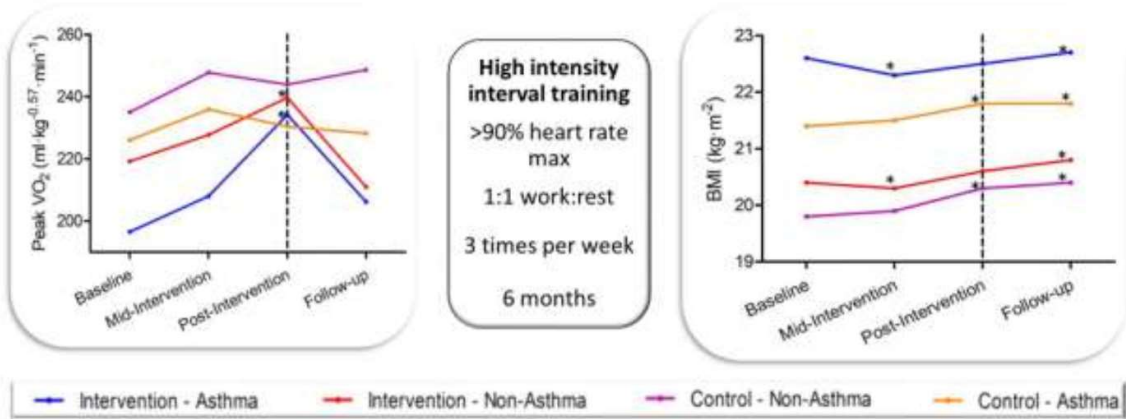 260
240
220
200
Peak VO₂ (ml·kg⁻⁰·⁵⁷·min⁻¹)
Baseline
Mid-Intervention
Post-Intervention
Follow-up
*
*
High intensity
interval training
>90% heart rate
max
1:1 work:rest
3 times per week
6 months
23
22
21
20
19
BMI (kg·m⁻²)
Baseline
Mid-Intervention
Post-Intervention
Follow-up
*
*
*
*
*
*
*
*
Intervention - Asthma
Intervention - Non-Asthma
Control - Non-Asthma
Control - Asthma